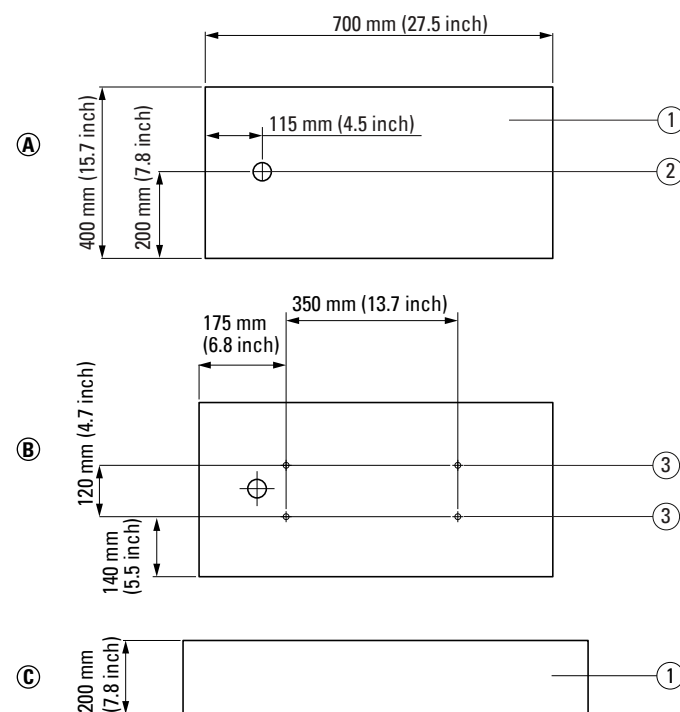 700 mm (27.5 inch)
A
400 mm (15.7 inch)
200 mm (7.8 inch)
115 mm (4.5 inch)
1
2
350 mm (13.7 inch)
175 mm
(6.8 inch)
B
120 mm (4.7 inch)
140 mm
(5.5 inch)
3
3
C
200 mm
(7.8 inch)
1